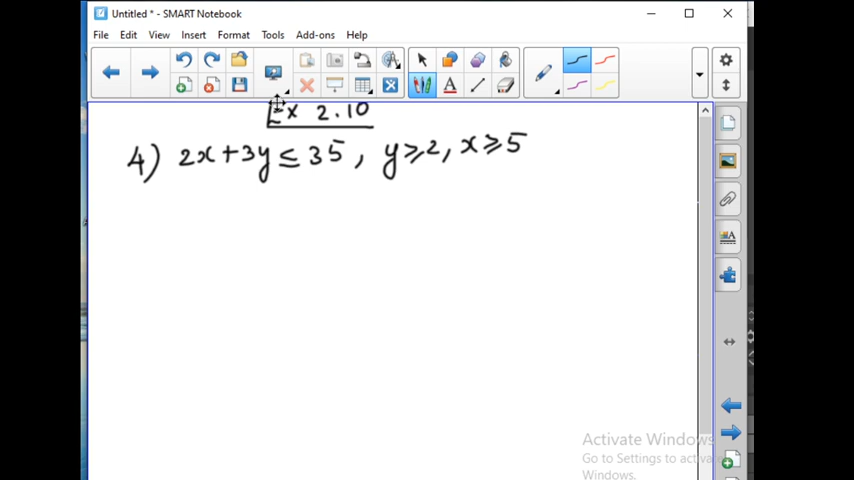 Untitled * - SMART Notebook
File Edit View Insert Format Tools Add-ons Help
Ex 2.10
4) 2x+3y≤35, y≥2, x≥5
Activate Windows
Go to Settings to activa
Windows.